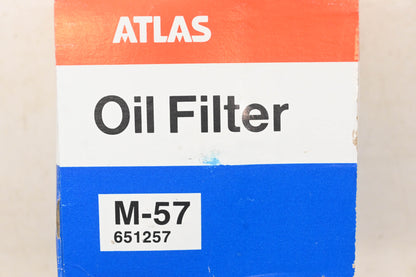 ATLAS
Oil Filter
M-57
651257